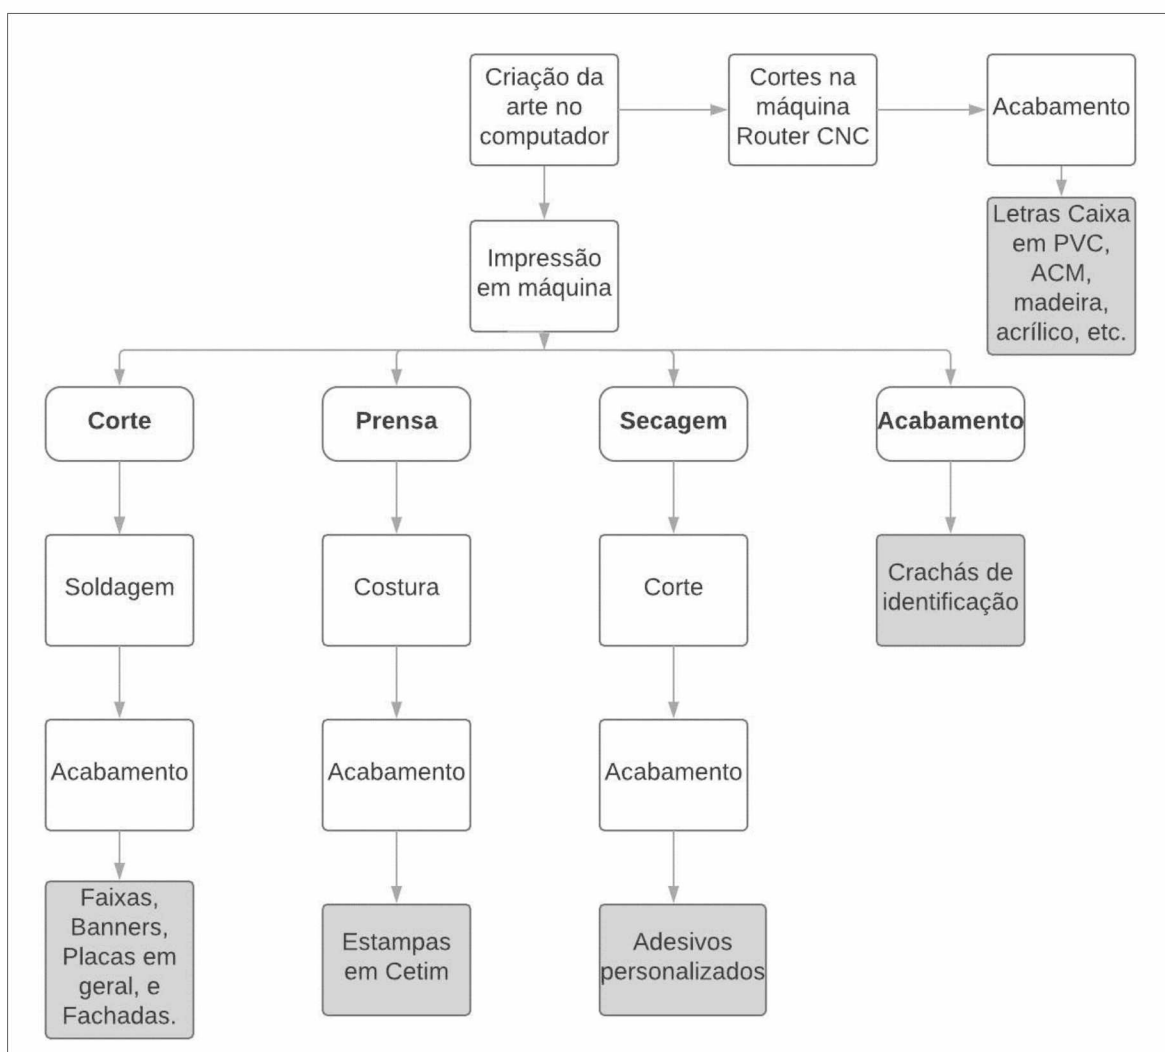 Criação da
arte no
computador
Cortes na
máquina
Router CNC
Acabamento
Letras Caixa
em PVC,
ACM,
madeira,
acrílico, etc.
Impressão
em máquina
Corte
Prensa
Secagem
Acabamento
Soldagem
Costura
Corte
Crachás de
identificação
Acabamento
Acabamento
Acabamento
Faixas,
Banners,
Placas em
geral, e
Fachadas.
Estampas
em Cetim
Adesivos
personalizados